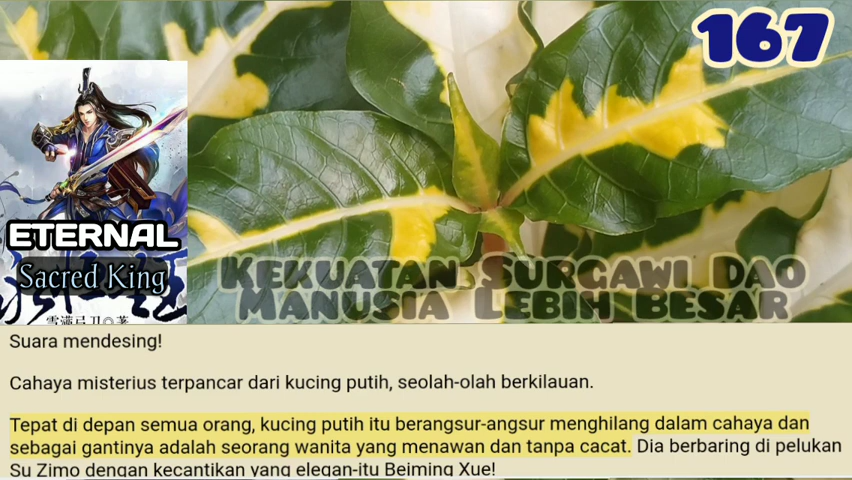 167
ETERNAL
Sacred King
KEKUATAN SURGAWI DAO
MANUSIA LEBIH BESAR
Suara mendesing!
Cahaya misterius terpancar dari kucing putih, seolah-olah berkilauan.
Tepat di depan semua orang, kucing putih itu berangsur-angsur menghilang dalam cahaya dan
sebagai gantinya adalah seorang wanita yang menawan dan tanpa cacat. Dia berbaring di pelukan
Su Zimo dengan kecantikan yang elegan-itu Beiming Xue!